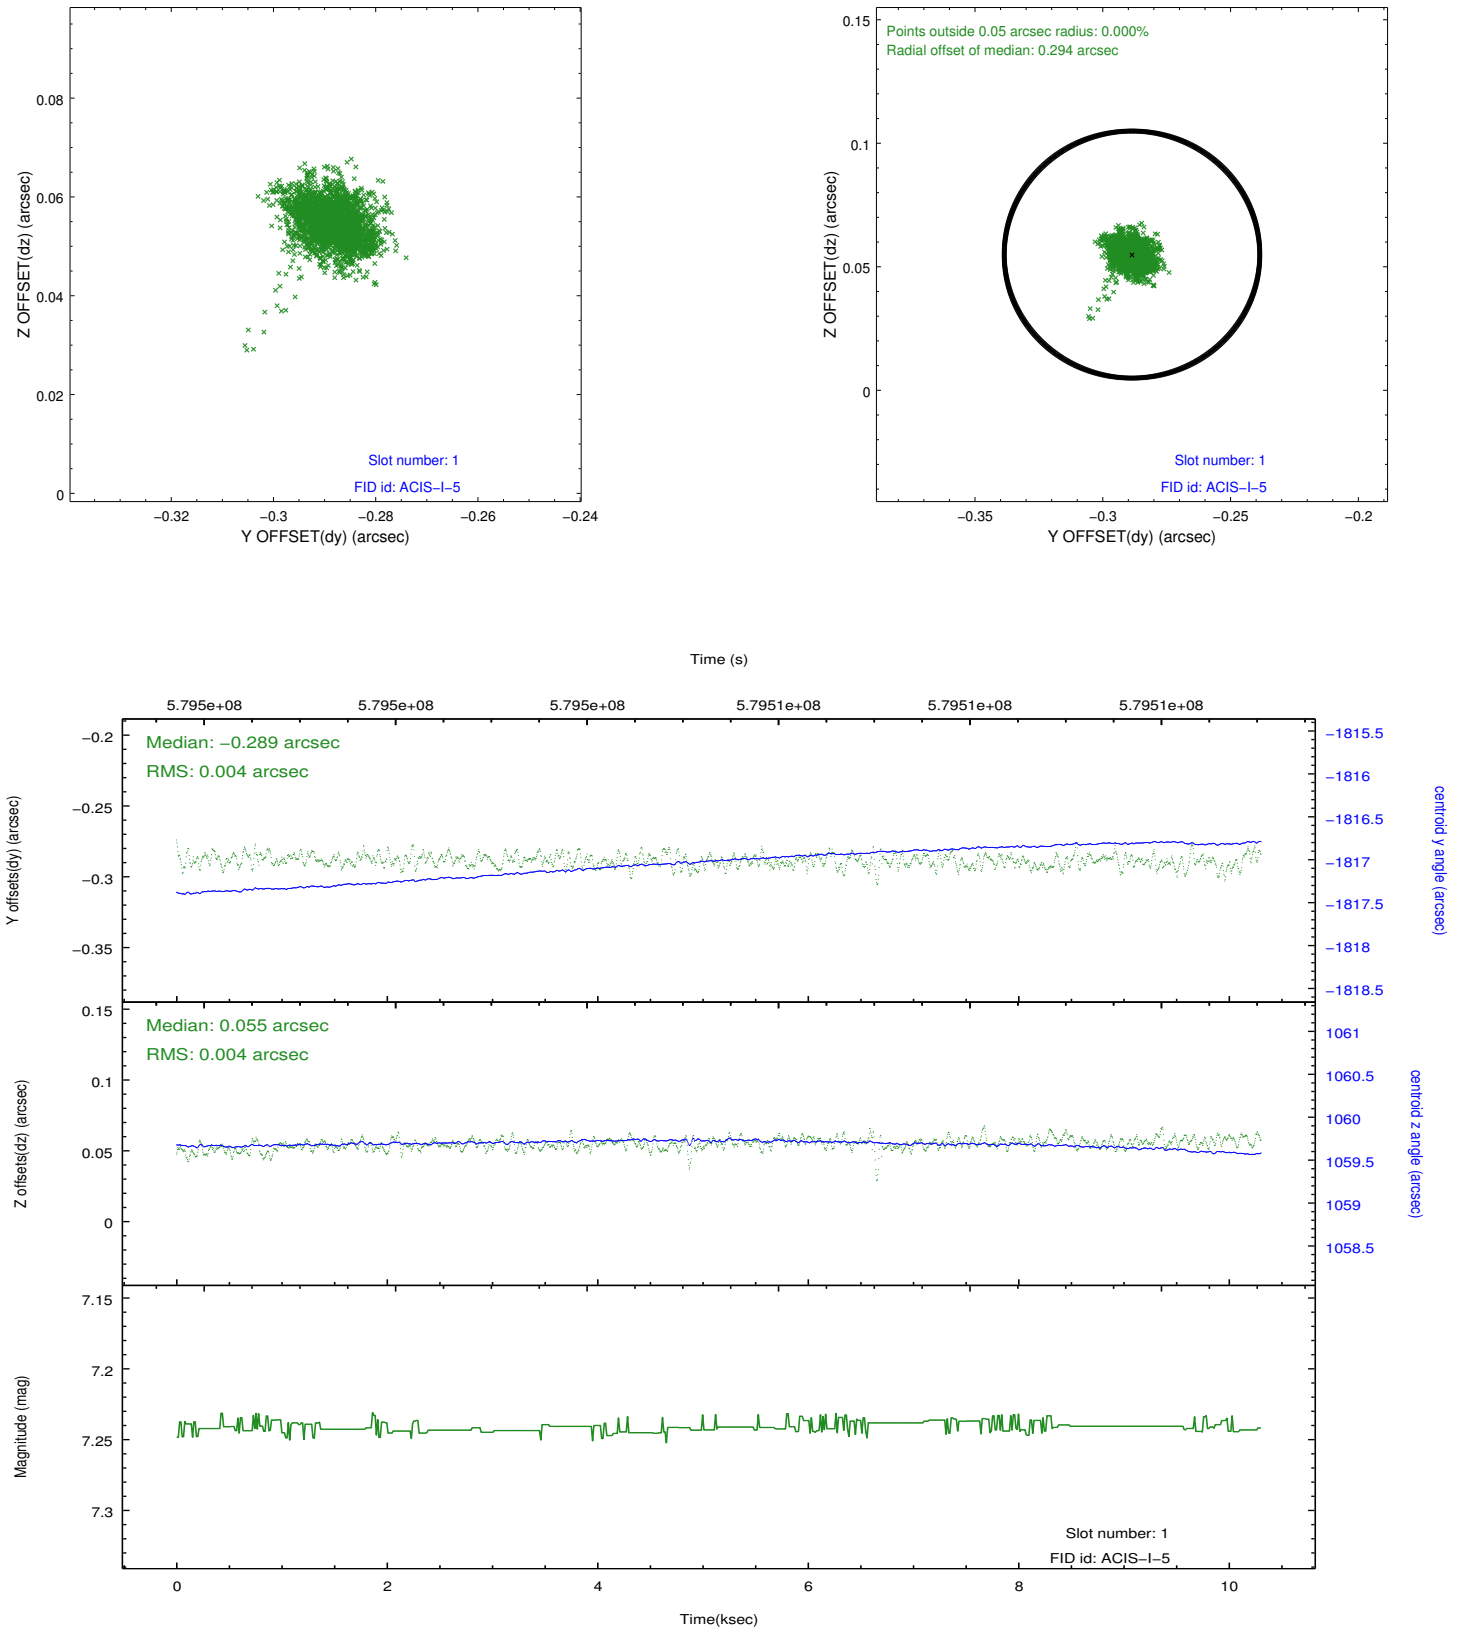 0.08
0.06
0.04
0.02
0
Z OFFSET(dz) (arcsec)
−0.32
−0.3
−0.28
−0.26
−0.24
Y OFFSET(dy) (arcsec)
Slot number: 1
FID id: ACIS−I−5
Points outside 0.05 arcsec radius: 0.000%
Radial offset of median: 0.294 arcsec
0.15
0.1
0.05
0
Z OFFSET(dz) (arcsec)
−0.35
−0.3
−0.25
−0.2
Y OFFSET(dy) (arcsec)
Slot number: 1
FID id: ACIS−I−5
Time (s)
5.795e+08
5.795e+08
5.795e+08
5.7951e+08
5.7951e+08
5.7951e+08
Median: −0.289 arcsec
RMS: 0.004 arcsec
−0.2
−0.25
−0.3
−0.35
Y offsets(dy) (arcsec)
−1815.5
−1816
−1816.5
−1817
−1817.5
−1818
−1818.5
centroid y angle (arcsec)
Median: 0.055 arcsec
RMS: 0.004 arcsec
0.15
0.1
0.05
0
Z offsets(dz) (arcsec)
1061
1060.5
1060
1059.5
1059
1058.5
centroid z angle (arcsec)
7.15
7.2
7.25
7.3
Magnitude (mag)
Slot number: 1
FID id: ACIS−I−5
0
2
4
6
8
10
Time(ksec)